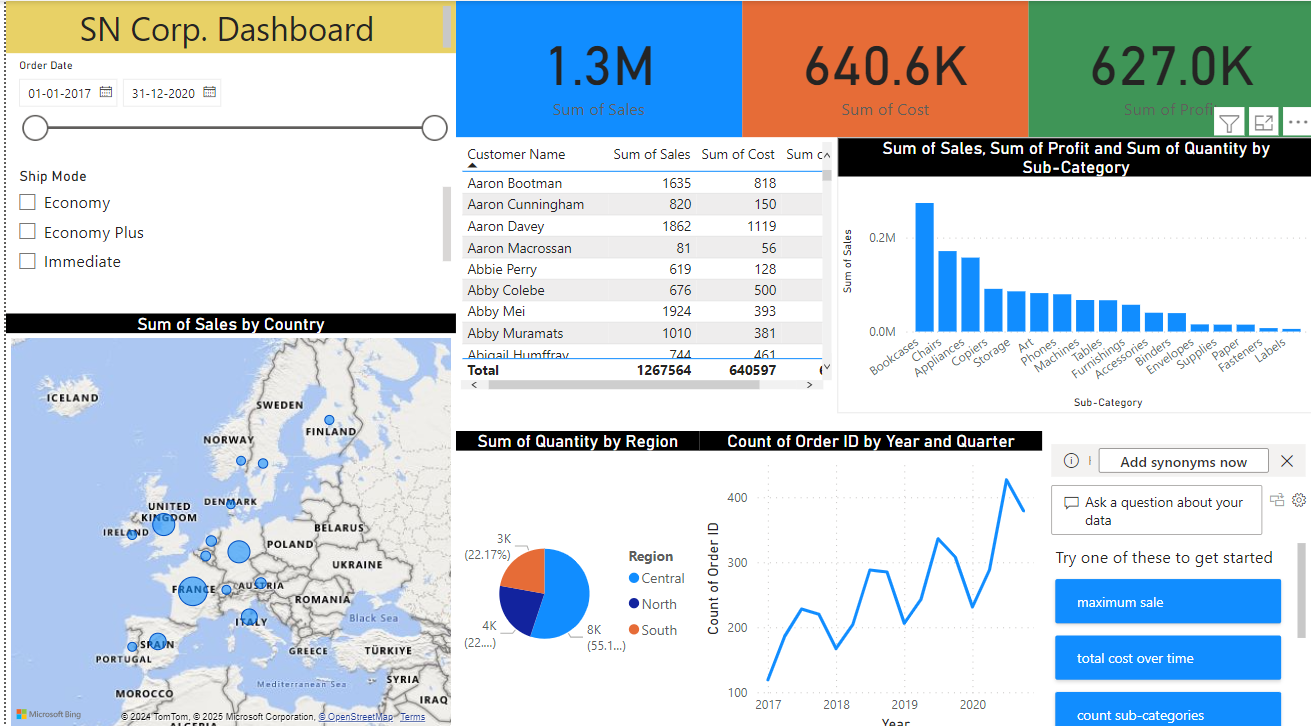 SN Corp. Dashboard
Order Date
01-01-2017
31-12-2020
Ship Mode
Economy
Economy Plus
Immediate
1.3M
Sum of Sales
640.6K
Sum of Cost
627.0K
Sum of Profi
Customer Name Sum of Sales Sum of Cost Sum c
Aaron Bootman 1635 818
Aaron Cunningham 820 150
Aaron Davey 1862 1119
Aaron Macrossan 81 56
Abbie Perry 619 128
Abby Colebe 676 500
Abby Mei 1924 393
Abby Muramats 1010 381
Abigail Humffray 744 461
Total 1267564 640597
Sum of Sales, Sum of Profit and Sum of Quantity by
Sub-Category
Sum of Sales
0.2M
0.0M
Bookcases
Chairs
Appliances
Copiers
Storage
Art
Phones
Machines
Tables
Furnishings
Accessories
Binders
Envelopes
Supplies
Paper
Fasteners
Labels
Sub-Category
Sum of Sales by Country
ICELAND
SWEDEN
FINLAND
NORWAY
DENMARK
UNITED
KINGDOM
IRELAND
BELARUS
POLAND
UKRAINE
FRANCE
AUSTRIA
ROMANIA
ITALY
Black Sea
SPAIN
PORTUGAL
GREECE
TÜRKİYE
Mediterranean Sea
SYRIA
MOROCCO
IRAQ
Microsoft Bing
© 2024 TomTom, © 2025 Microsoft Corporation, © OpenStreetMap Terms
Sum of Quantity by Region
3K
(22.17%)
4K
(22....)
8K
(55.1...)
Region
Central
North
South
Count of Order ID by Year and Quarter
Count of Order ID
400
300
200
100
2017 2018 2019 2020
Year
Add synonyms now
Ask a question about your
data
Try one of these to get started
maximum sale
total cost over time
count sub-categories